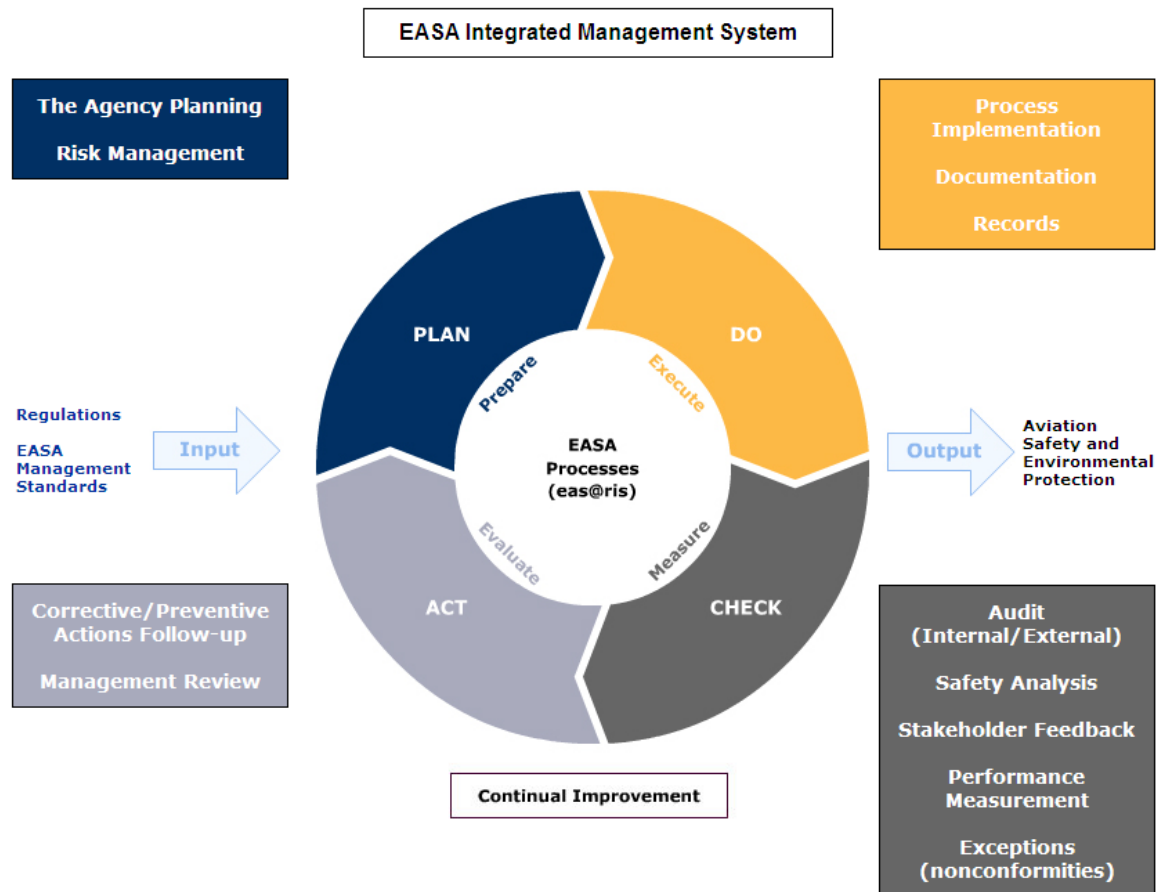 EASA Integrated Management System
The Agency Planning
Risk Management
Process
Implementation
Documentation
Records
PLAN
DO
Prepare
Execute
Regulations
EASA
Management
Standards
Input
EASA
Processes
(eas@ris)
Output
Aviation
Safety and
Environmental
Protection
Evaluate
Measure
ACT
CHECK
Corrective/Preventive
Actions Follow-up
Management Review
Audit
(Internal/External)
Safety Analysis
Stakeholder Feedback
Performance
Measurement
Exceptions
(nonconformities)
Continual Improvement